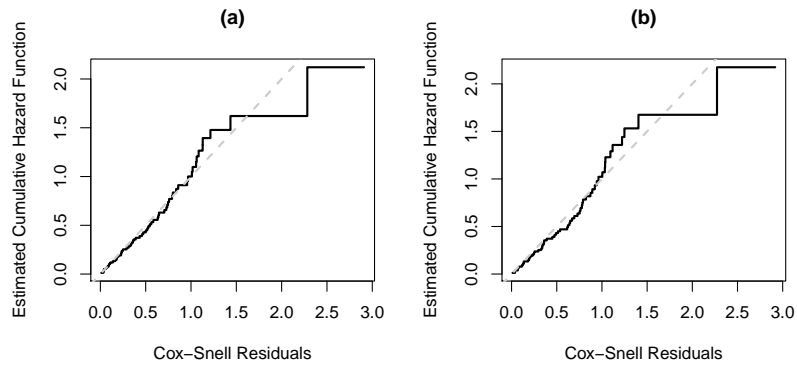 (a)
Estimated Cumulative Hazard Function
2.0
1.5
1.0
0.5
0.0
0.0 0.5 1.0 1.5 2.0 2.5 3.0
Cox−Snell Residuals
(b)
Estimated Cumulative Hazard Function
2.0
1.5
1.0
0.5
0.0
0.0 0.5 1.0 1.5 2.0 2.5 3.0
Cox−Snell Residuals